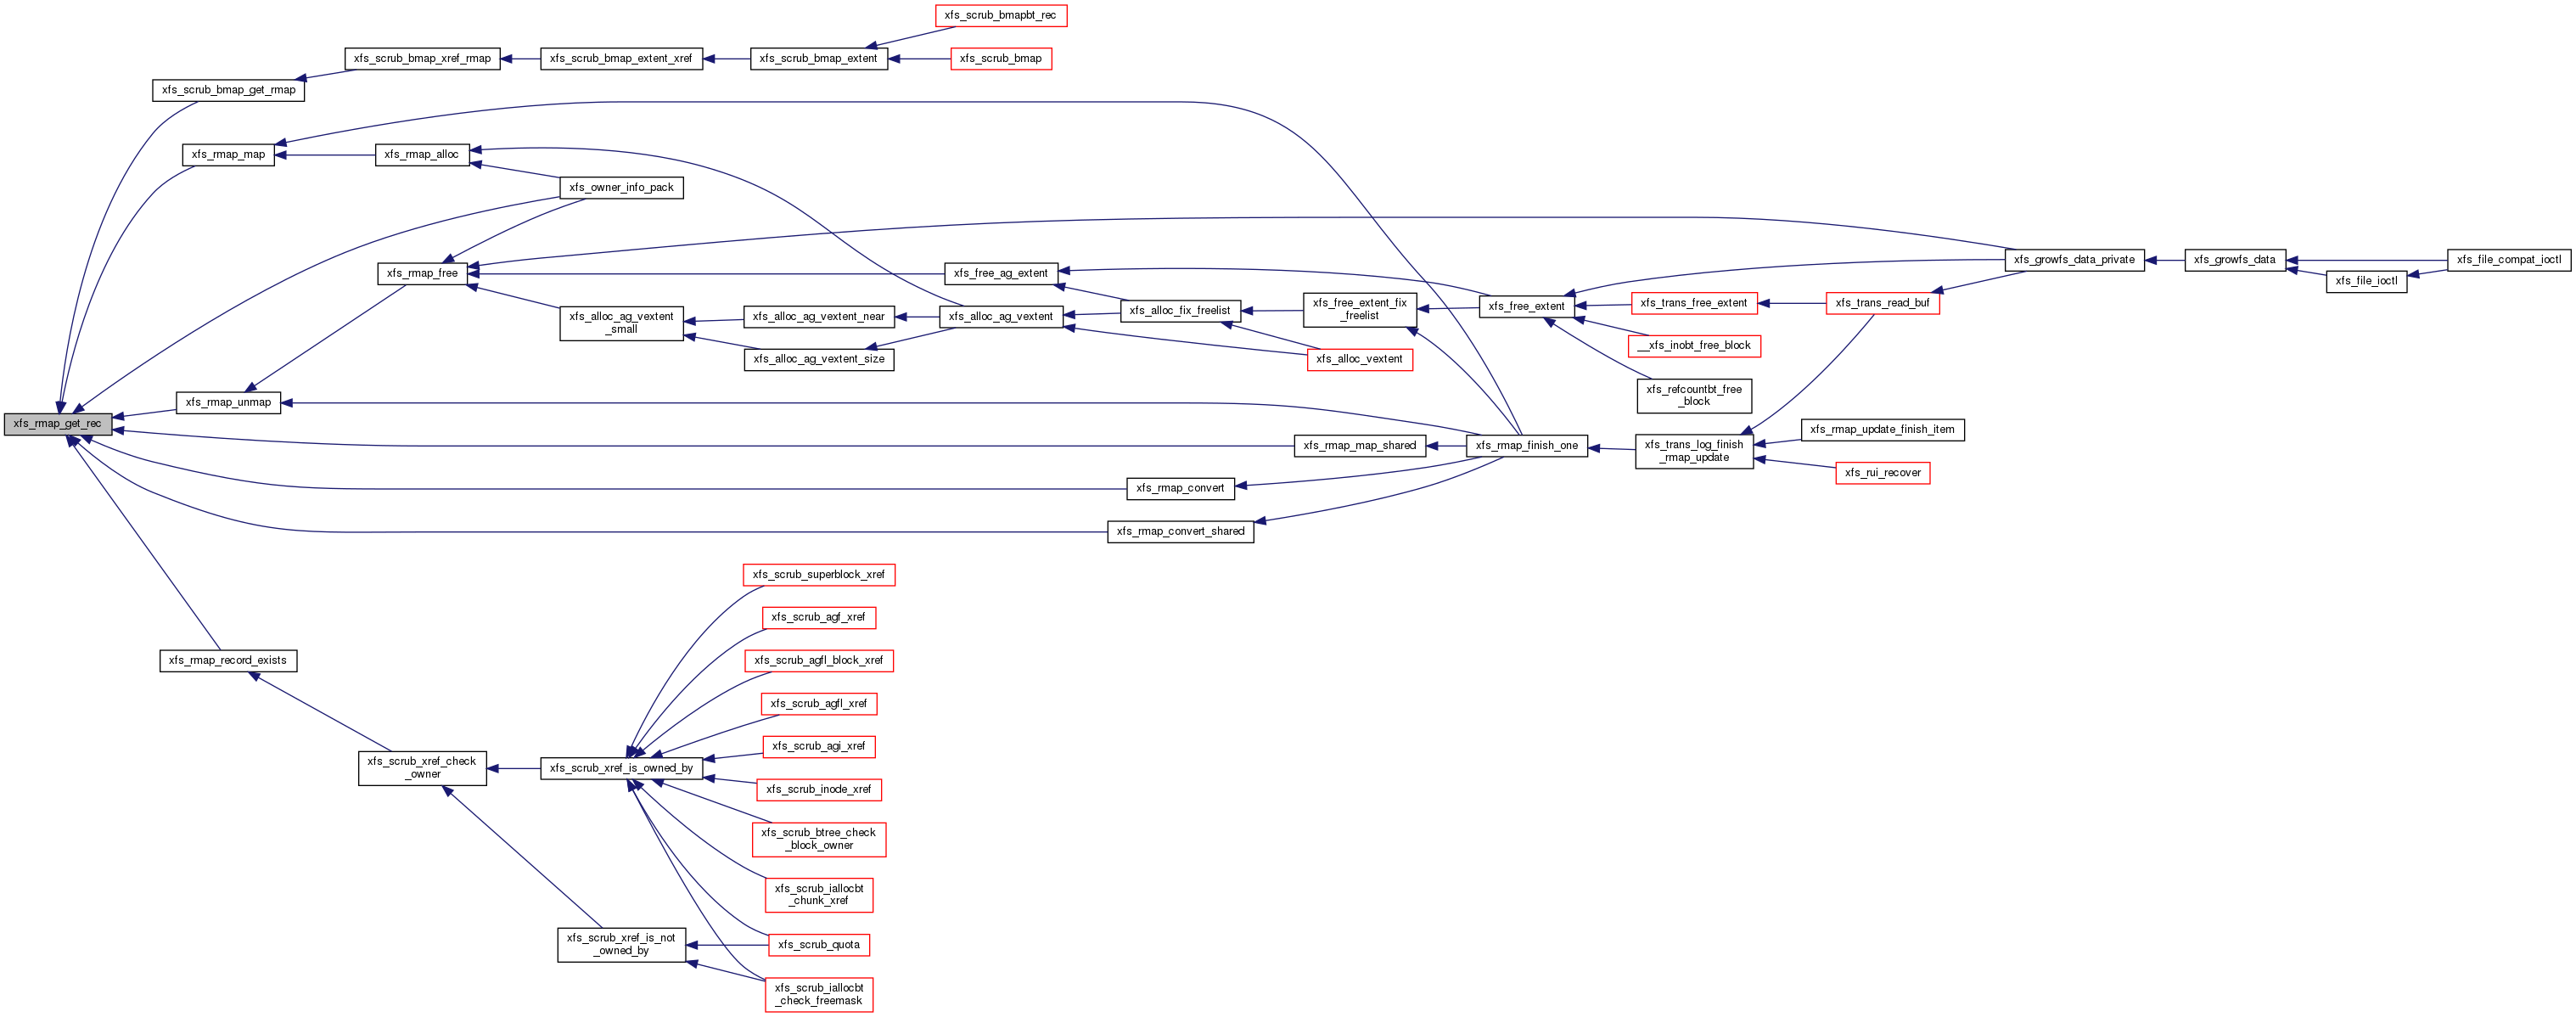 xfs_scrub_bmapbt_rec
xfs_scrub_bmap_xref_rmap
xfs_scrub_bmap_extent_xref
xfs_scrub_bmap_extent
xfs_scrub_bmap
xfs_scrub_bmap_get_rmap
xfs_rmap_map
xfs_rmap_alloc
xfs_owner_info_pack
xfs_rmap_free
xfs_free_ag_extent
xfs_growfs_data_private
xfs_growfs_data
xfs_file_compat_ioctl
xfs_file_ioctl
xfs_alloc_ag_vextent
_small
xfs_alloc_ag_vextent_near
xfs_alloc_ag_vextent
xfs_alloc_fix_freelist
xfs_free_extent_fix
_freelist
xfs_free_extent
xfs_trans_free_extent
xfs_trans_read_buf
xfs_alloc_ag_vextent_size
xfs_alloc_vextent
__xfs_inobt_free_block
xfs_refcountbt_free
_block
xfs_rmap_unmap
xfs_rmap_get_rec
xfs_rmap_map_shared
xfs_rmap_finish_one
xfs_trans_log_finish
_rmap_update
xfs_rmap_update_finish_item
xfs_rui_recover
xfs_rmap_convert
xfs_rmap_convert_shared
xfs_scrub_superblock_xref
xfs_scrub_agf_xref
xfs_rmap_record_exists
xfs_scrub_agfl_block_xref
xfs_scrub_agfl_xref
xfs_scrub_agi_xref
xfs_scrub_xref_check
_owner
xfs_scrub_xref_is_owned_by
xfs_scrub_inode_xref
xfs_scrub_btree_check
_block_owner
xfs_scrub_iallocbt
_chunk_xref
xfs_scrub_xref_is_not
_owned_by
xfs_scrub_quota
xfs_scrub_iallocbt
_check_freemask